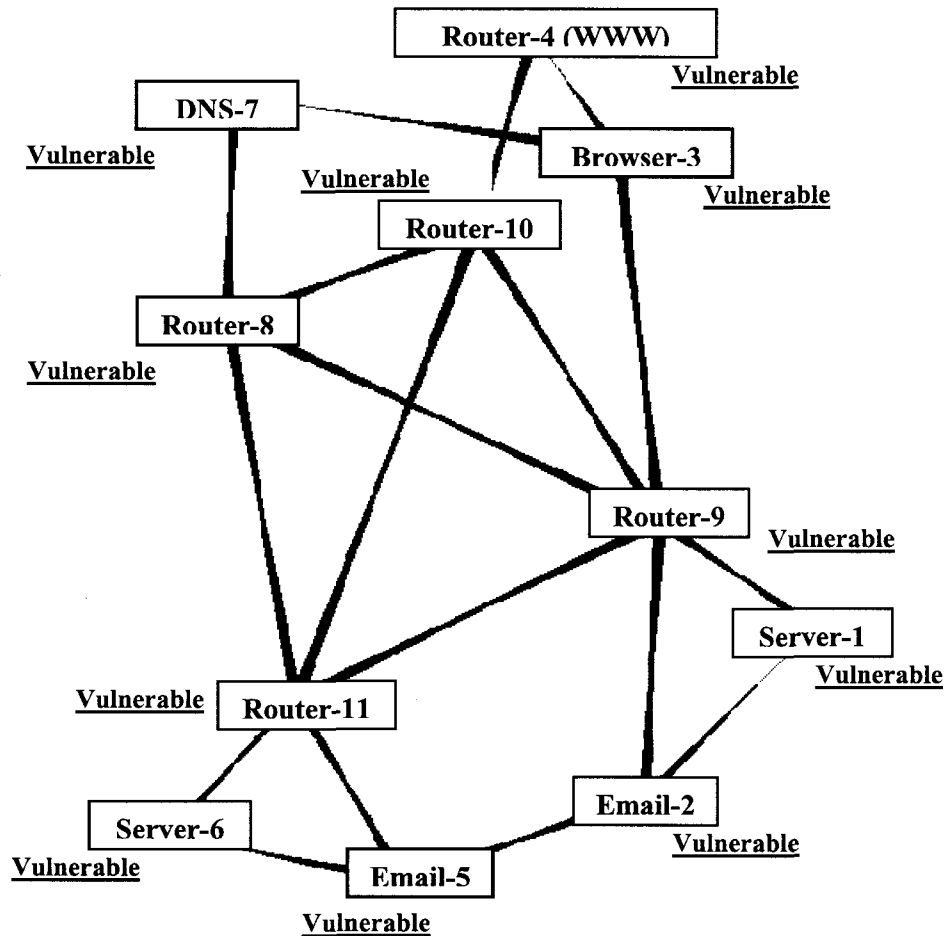 Router-4 (WWW)
Vulnerable
DNS-7
Vulnerable
Browser-3
Vulnerable
Vulnerable
Router-10
Router-8
Vulnerable
Router-9
Vulnerable
Server-1
Vulnerable
Vulnerable
Router-11
Email-2
Vulnerable
Server-6
Vulnerable
Email-5
Vulnerable